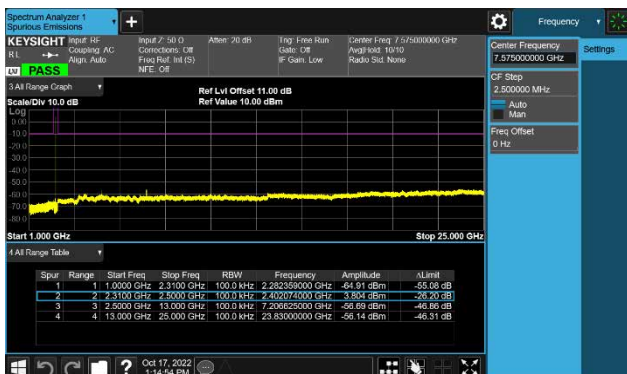 Spectrum Analyzer 1
Spurious Emissions
Frequency
KEYSIGHT Input: RF Input Z: 50 Ω Atten: 20 dB Trig: Free Run Center Freq: 7.575000000 GHz
RL Coupling: AC Corrections: Off Gate: Off Avg|Hold: 10/10
Align: Auto Freq Ref: Int (S) IF Gain: Low Radio Std: None
NFE: Off
LXI PASS
Center Frequency
7.575000000 GHz
Settings
CF Step
2.500000 MHz
Auto
Man
Freq Offset
0 Hz
3 All Range Graph
Ref Lvl Offset 11.00 dB
Scale/Div 10.0 dB Ref Value 10.00 dBm
Log
0.00
-10.0
-20.0
-30.0
-40.0
-50.0
-60.0
-70.0
-80.0
Start 1.000 GHz Stop 25.000 GHz
4 All Range Table
Spur Range Start Freq Stop Freq RBW Frequency Amplitude ΔLimit
1 1 1.0000 GHz 2.3100 GHz 100.0 kHz 2.282359000 GHz -64.91 dBm -55.08 dB
2 2 2.3100 GHz 2.5000 GHz 100.0 kHz 2.402074000 GHz 3.804 dBm -26.20 dB
3 3 2.5000 GHz 13.000 GHz 100.0 kHz 7.206625000 GHz -56.69 dBm -46.86 dB
4 4 13.000 GHz 25.000 GHz 100.0 kHz 23.83000000 GHz -56.14 dBm -46.31 dB
Oct 17, 2022
1:14:54 PM